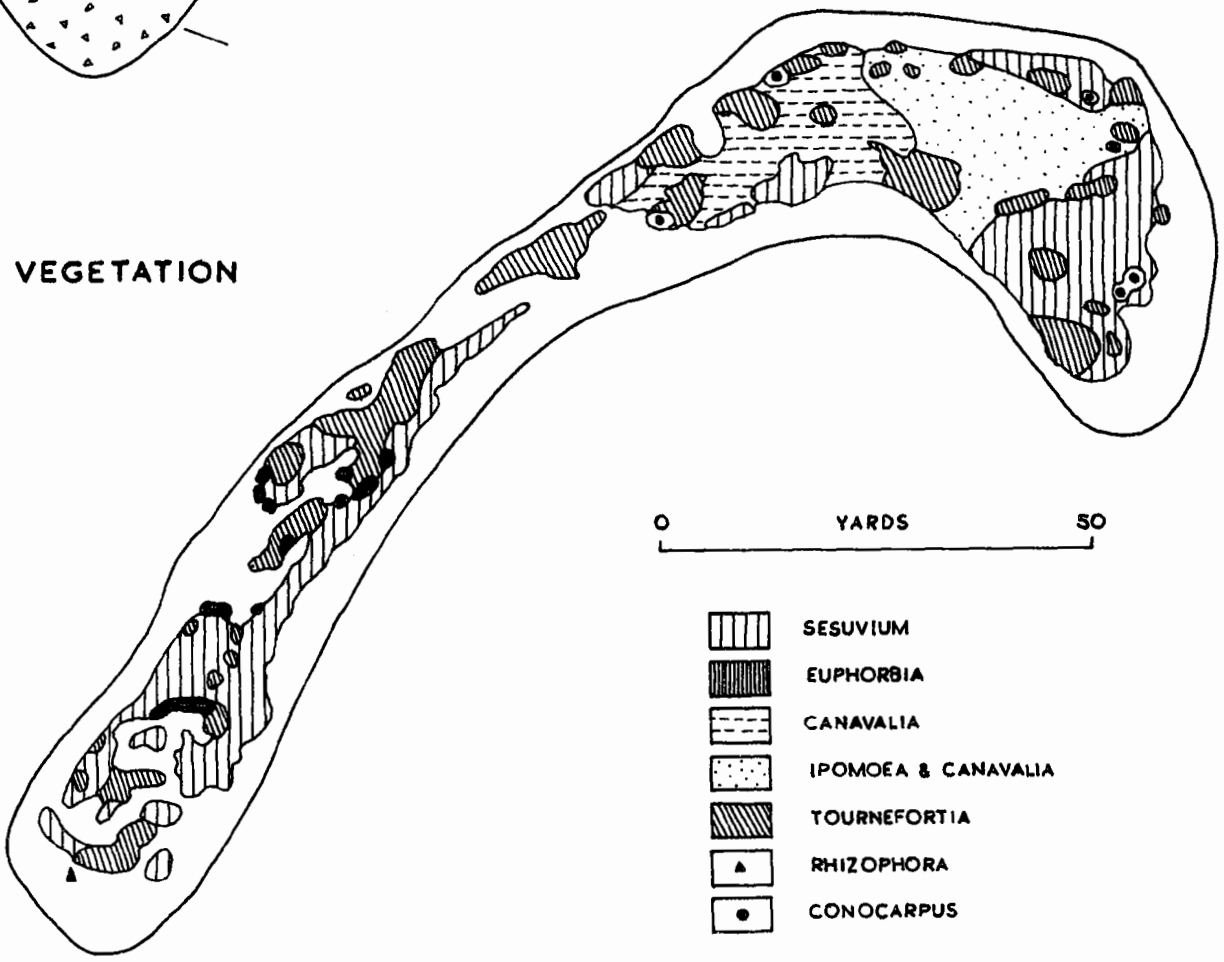 VEGETATION
0 YARDS 50
SESUVIUM
EUPHORBIA
CANAVALIA
IPOMOEA & CANAVALIA
TOURNEFORTIA
RHIZOPHORA
CONOCARPUS